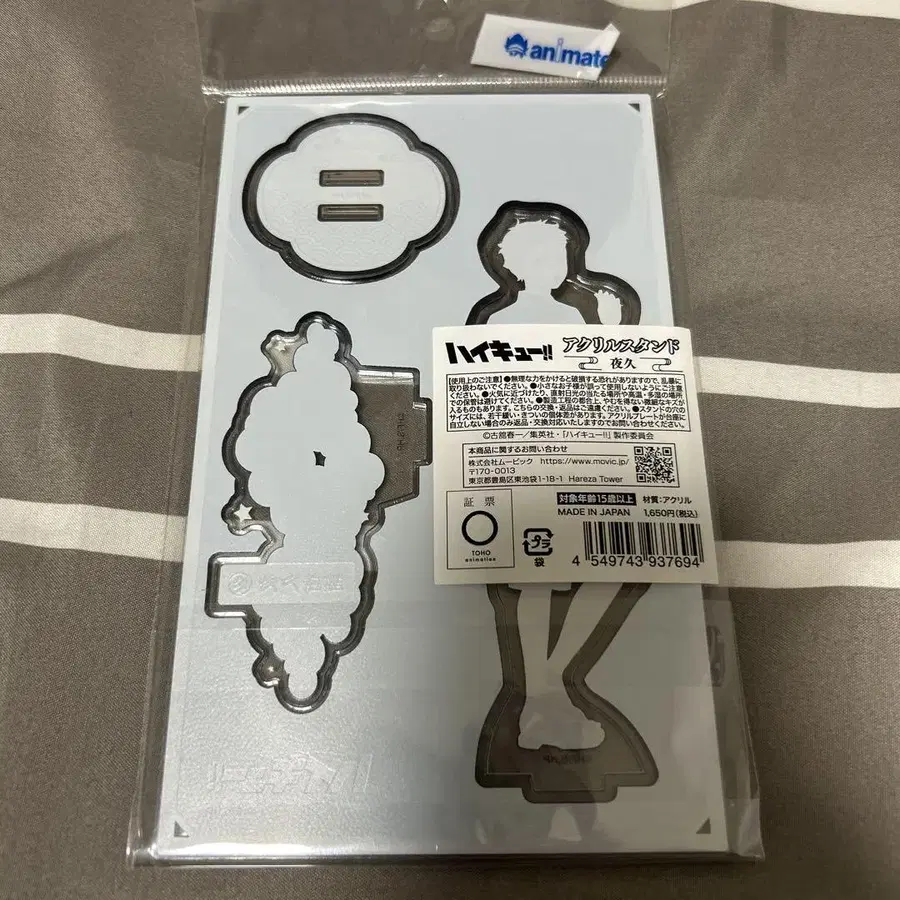 animate
ハイキュー!! アクリルスタンド
夜久
【使用上のご注意】●無理な力をかけると破損する恐れがありますので、乱暴に
取り扱わないでください。●小さなお子様が誤って使用しないようにご注意
ください。●火気に近づけたり、直射日光の当たる場所や高温・多湿の場所
での保管は避けてください。●製造工程の都合上、やむを得ない微細なキズが
入るものもあります。こちらの交換・返品はご遠慮ください。●スタンドの穴の
サイズには、若干緩い・きつい の個体差があります。アクリルプレートが台座に
自立しない場合のみ返品・交換対応いたしますのでお問い合わせください。
©古舘春一／集英社・「ハイキュー!!」製作委員会
本商品に関するお問い合わせ
株式会社ムービック https://www.movic.jp/
〒170-0013
東京都豊島区東池袋1-18-1 Hareza Tower
証票
TOHO
animation
対象年齢15歳以上 材質：アクリル
MADE IN JAPAN 1,650円(税込)
プラ
袋
4 549743 937694